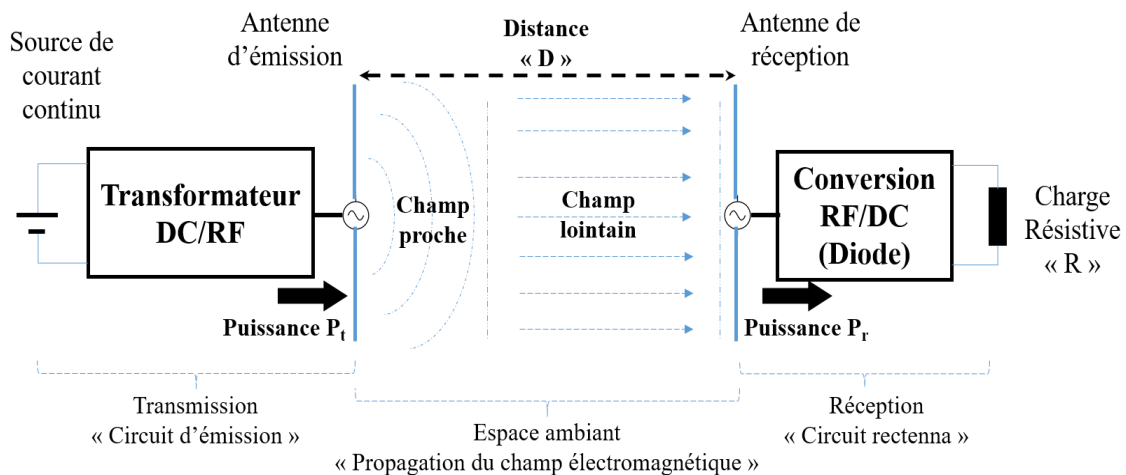 Source de
courant
continu
Antenne
d’émission
Distance
« D »
Antenne de
réception
Transformateur
DC/RF
Champ
proche
Champ
lointain
Conversion
RF/DC
(Diode)
Charge
Résistive
« R »
Puissance Pt
Puissance Pr
Transmission
« Circuit d’émission »
Espace ambiant
« Propagation du champ électromagnétique »
Réception
« Circuit rectenna »